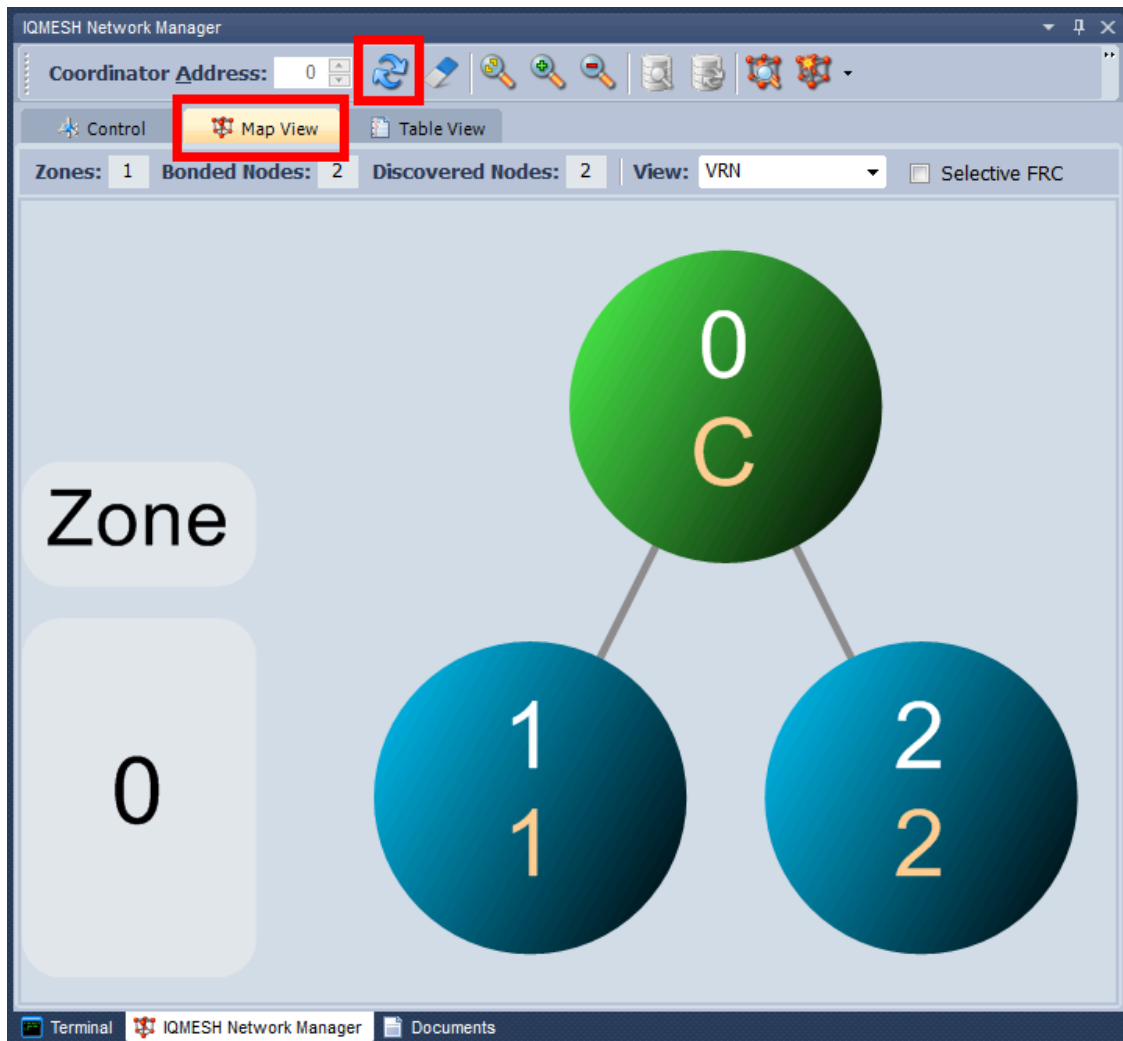 IQMESH Network Manager
Coordinator Address: 0
Control Map View Table View
Zones: 1 Bonded Nodes: 2 Discovered Nodes: 2 View: VRN Selective FRC
0
C
Zone
0
1
1
2
2
Terminal IQMESH Network Manager Documents